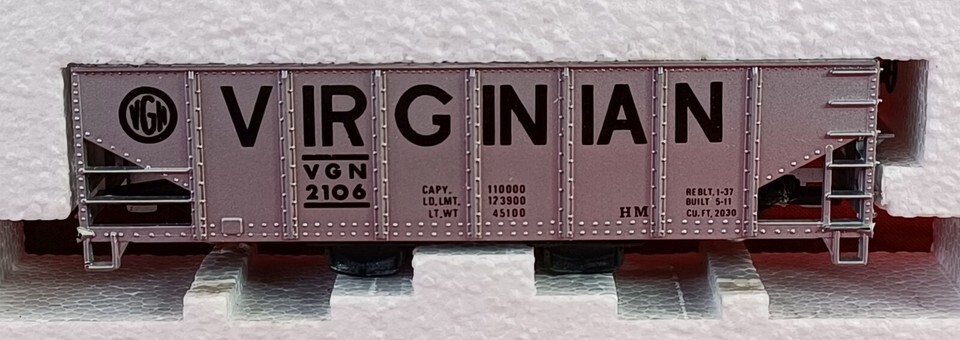 VGN
VIRGINIAN
VGN
2106
CAPY. 110000
LD.LMT. 173900
LT.WT 45100
HM
REBLT.1-37
BUILT 5-11
CU.FT.2030